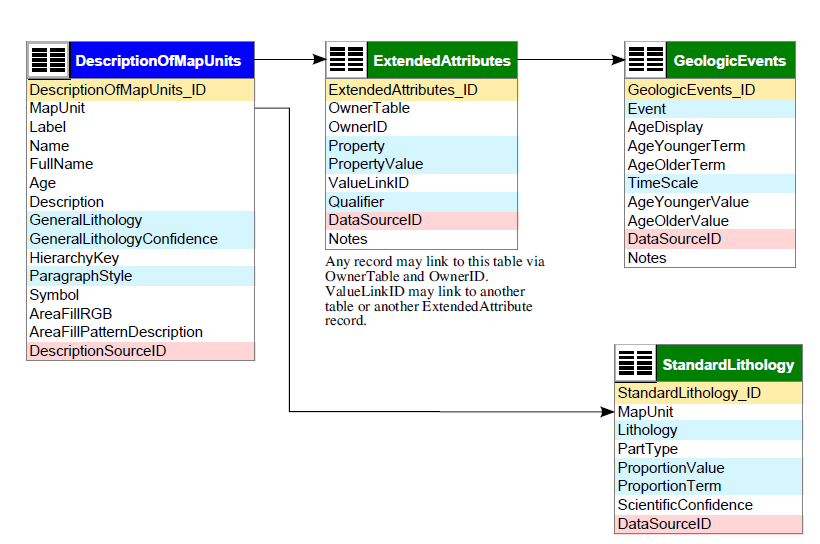 DescriptionOfMapUnits
DescriptionOfMapUnits_ID
MapUnit
Label
Name
FullName
Age
Description
GeneralLithology
GeneralLithologyConfidence
HierarchyKey
ParagraphStyle
Symbol
AreaFillRGB
AreaFillPatternDescription
DescriptionSourceID
ExtendedAttributes
ExtendedAttributes_ID
OwnerTable
OwnerID
Property
PropertyValue
ValueLinkID
Qualifier
DataSourceID
Notes
Any record may link to this table via
OwnerTable and OwnerID.
ValueLinkID may link to another
table or another ExtendedAttribute
record.
GeologicEvents
GeologicEvents_ID
Event
AgeDisplay
AgeYoungerTerm
AgeOlderTerm
TimeScale
AgeYoungerValue
AgeOlderValue
DataSourceID
Notes
StandardLithology
StandardLithology_ID
MapUnit
Lithology
PartType
ProportionValue
ProportionTerm
ScientificConfidence
DataSourceID